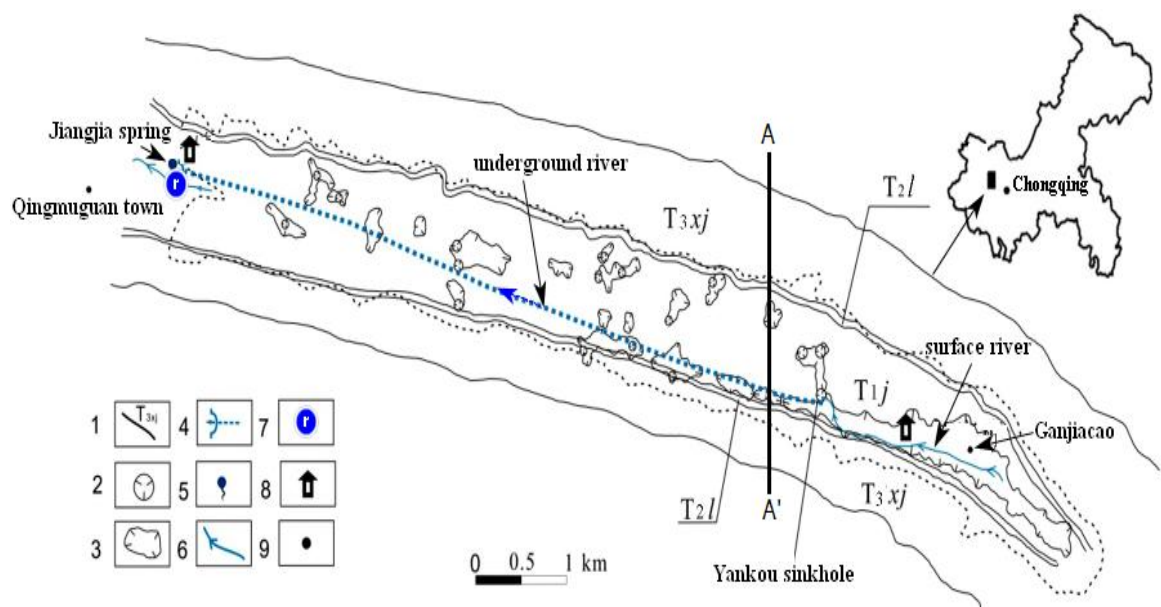 Jiangjia spring
r
Qingmuguan town
underground river
A
T3xj
T2l
Chongqing
surface river
T1j
Ganjiacao
T3xj
T2l
A'
Yankou sinkhole
1 T3xj 4 7 r
2 5 8
3 6 9
0 0.5 1 km